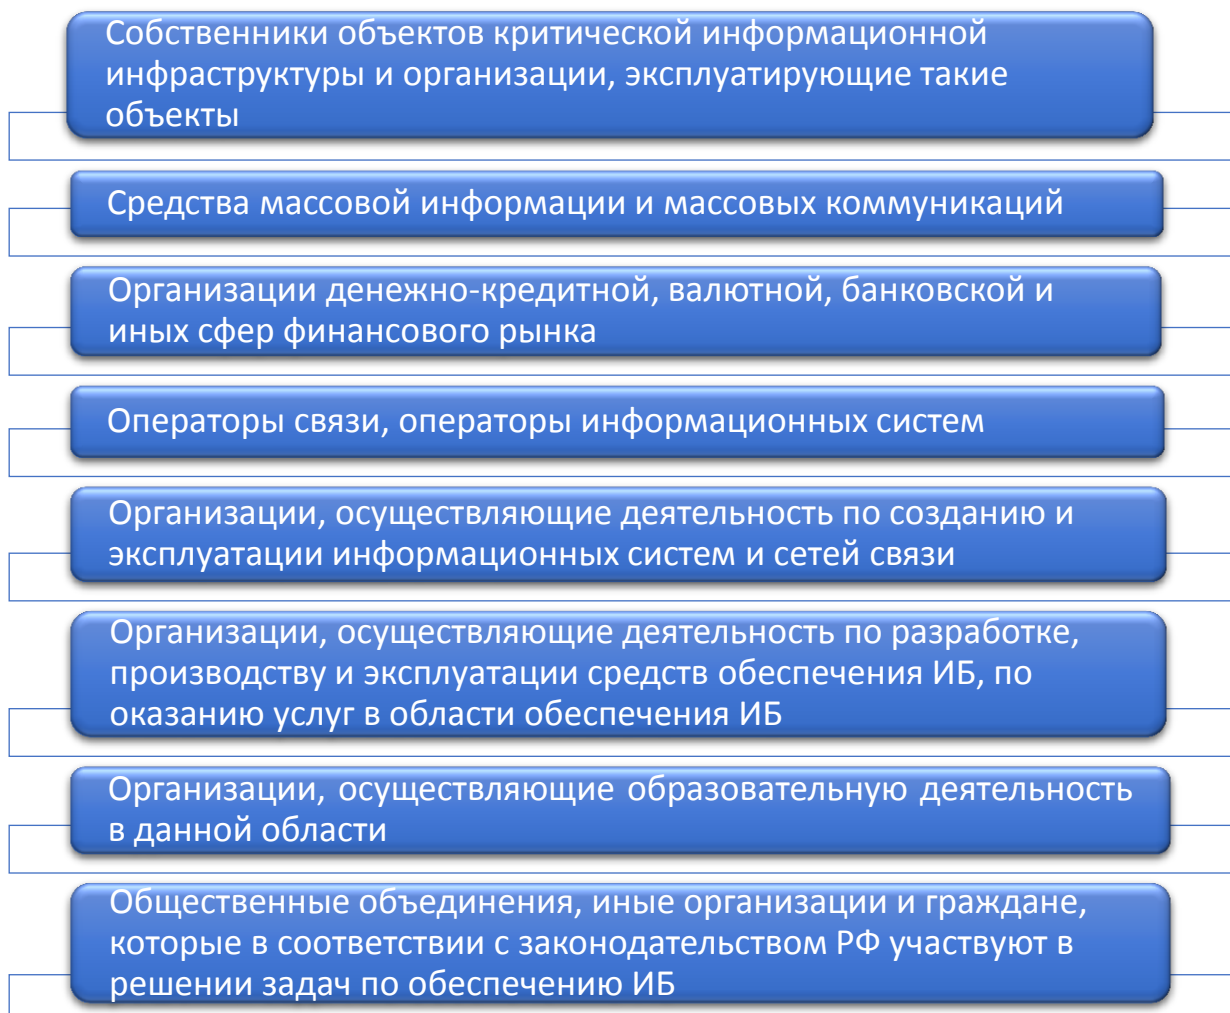 Собственники объектов критической информационной
инфраструктуры и организации, эксплуатирующие такие
объекты
Средства массовой информации и массовых коммуникаций
Организации денежно-кредитной, валютной, банковской и
иных сфер финансового рынка
Операторы связи, операторы информационных систем
Организации, осуществляющие деятельность по созданию и
эксплуатации информационных систем и сетей связи
Организации, осуществляющие деятельность по разработке,
производству и эксплуатации средств обеспечения ИБ, по
оказанию услуг в области обеспечения ИБ
Организации, осуществляющие образовательную деятельность
в данной области
Общественные объединения, иные организации и граждане,
которые в соответствии с законодательством РФ участвуют в
решении задач по обеспечению ИБ